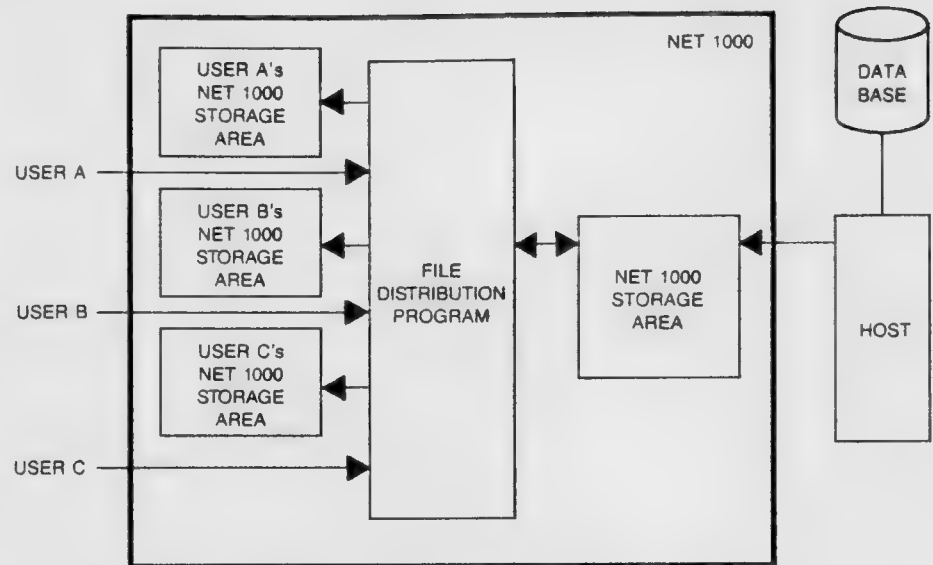 NET 1000
USER A's
NET 1000
STORAGE
AREA
DATA
BASE
USER A
USER B's
NET 1000
STORAGE
AREA
FILE
DISTRIBUTION
PROGRAM
NET 1000
STORAGE
AREA
HOST
USER B
USER C's
NET 1000
STORAGE
AREA
USER C